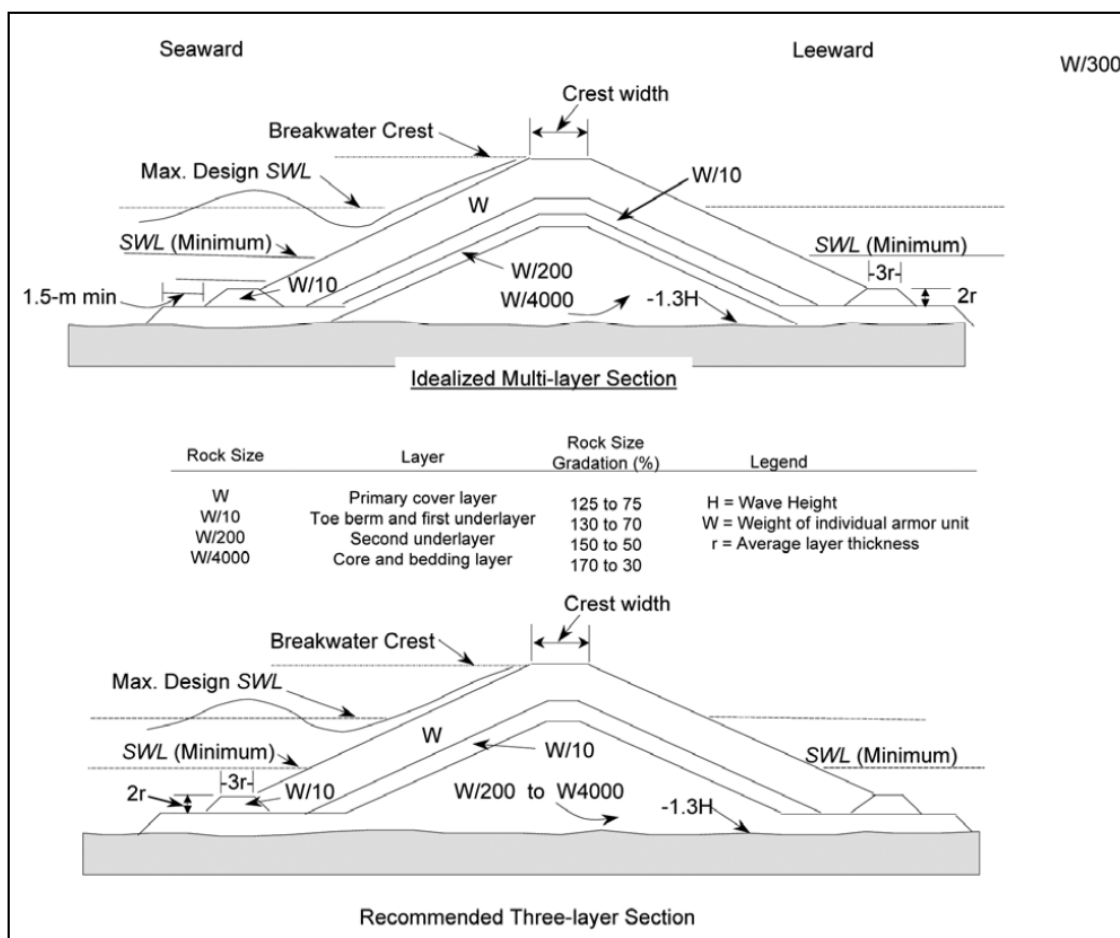 Seaward
Leeward
W/300
Crest width
Breakwater Crest
W/10
Max. Design SWL
W
SWL (Minimum)
SWL (Minimum)
-3r-
W/10
W/200
1.5-m min
W/4000
-1.3H
2r
Idealized Multi-layer Section
Rock Size Layer Rock Size Gradation (%) Legend
W Primary cover layer 125 to 75 H = Wave Height
W/10 Toe berm and first underlayer 130 to 70 W = Weight of individual armor unit
W/200 Second underlayer 150 to 50 r = Average layer thickness
W/4000 Core and bedding layer 170 to 30
Crest width
Breakwater Crest
Max. Design SWL
W
W/10
SWL (Minimum)
SWL (Minimum)
-3r-
2r
W/10
W/200 to W4000
-1.3H
Recommended Three-layer Section